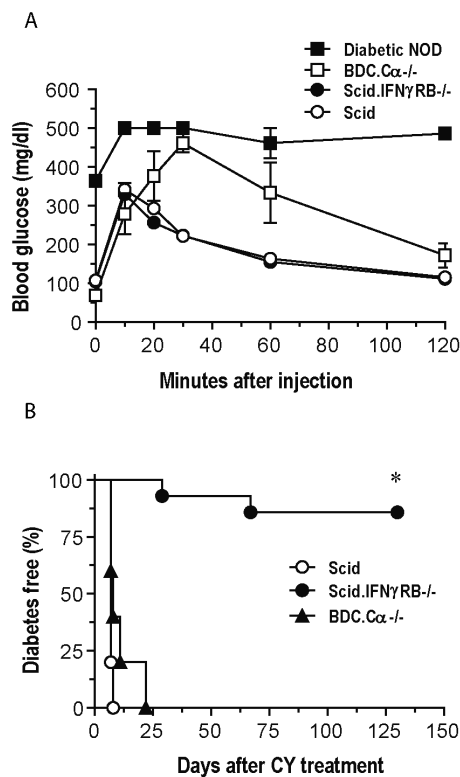 A
Diabetic NOD
BDC.Cα-/-
Scid.IFNγRB-/-
Scid
Blood glucose (mg/dl)
600
500
400
300
200
100
0
0 20 40 60 80 100 120
Minutes after injection
B
Diabetes free (%)
100
75
50
25
0
*
Scid
Scid.IFNγRB-/-
BDC.Cα-/-
0 25 50 75 100 125 150
Days after CY treatment